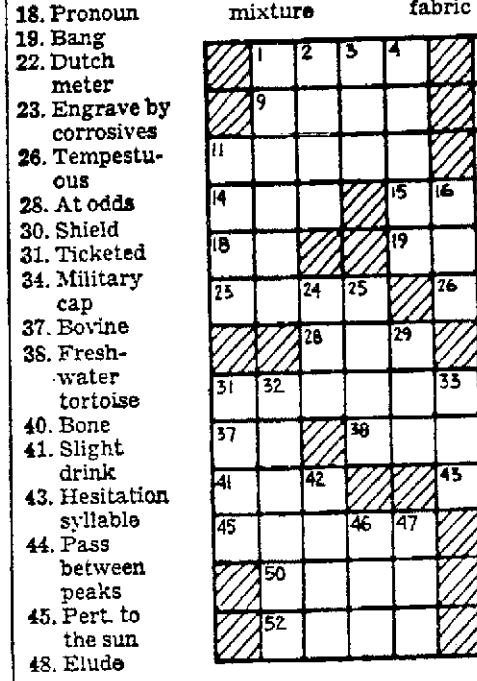 18. Pronoun
19. Bang
22. Dutch
meter
23. Engrave by
corrosives
26. Tempestu-
ous
28. At odds
30. Shield
31. Ticketed
34. Military
cap
37. Bovine
38. Fresh-
water
tortoise
40. Bone
41. Slight
drink
43. Hesitation
syllable
44. Pass
between
peaks
45. Pert. to
the sun
48. Elude
mixture
fabric
1 2 3 4
9
11
14 15 16
18 19
23 24 25 26
28 29
31 32 33
37 38
41 42 43
45 46 47
50
52